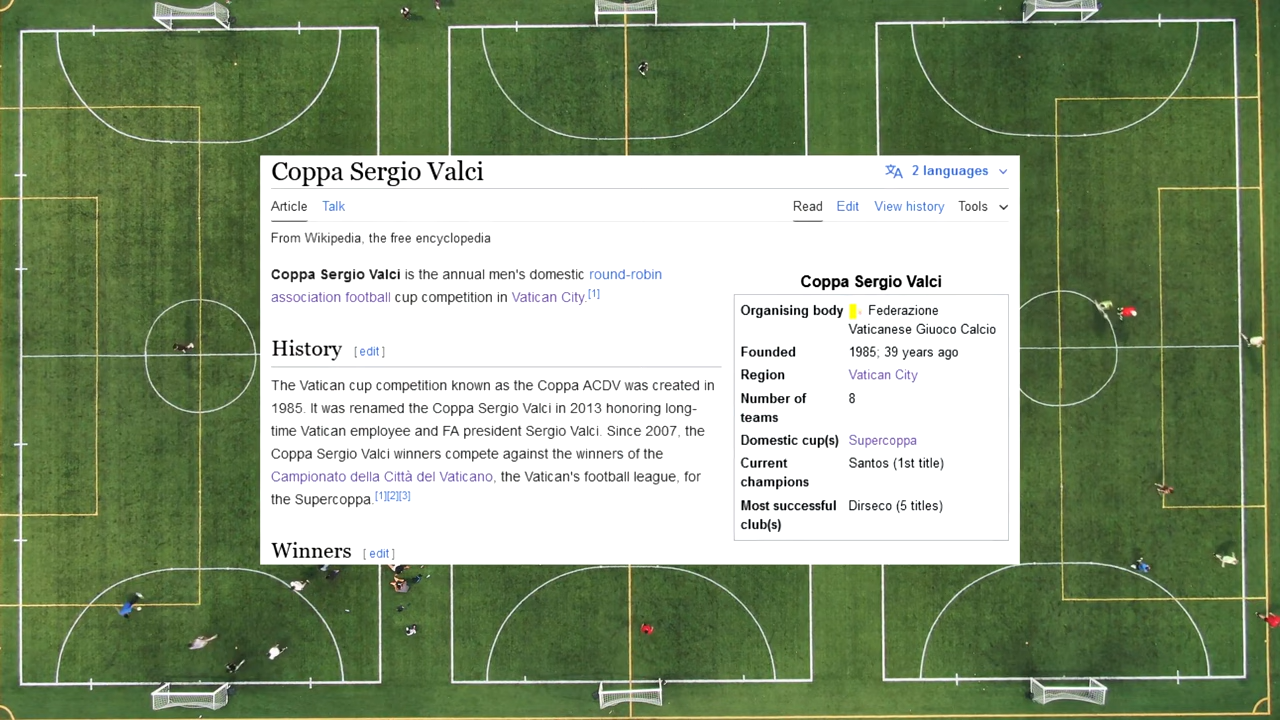 Coppa Sergio Valci
2 languages
Article Talk Read Edit View history Tools
From Wikipedia, the free encyclopedia
Coppa Sergio Valci is the annual men's domestic round-robin
association football cup competition in Vatican City.[1]
History [ edit ]
The Vatican cup competition known as the Coppa ACDV was created in
1985. It was renamed the Coppa Sergio Valci in 2013 honoring long-
time Vatican employee and FA president Sergio Valci. Since 2007, the
Coppa Sergio Valci winners compete against the winners of the
Campionato della Città del Vaticano, the Vatican's football league, for
the Supercoppa.[1][2][3]
Winners [ edit ]
Coppa Sergio Valci
Organising body Federazione
Vaticanese Giuoco Calcio
Founded 1985; 39 years ago
Region Vatican City
Number of 8
teams
Domestic cup(s) Supercoppa
Current Santos (1st title)
champions
Most successful Dirseco (5 titles)
club(s)